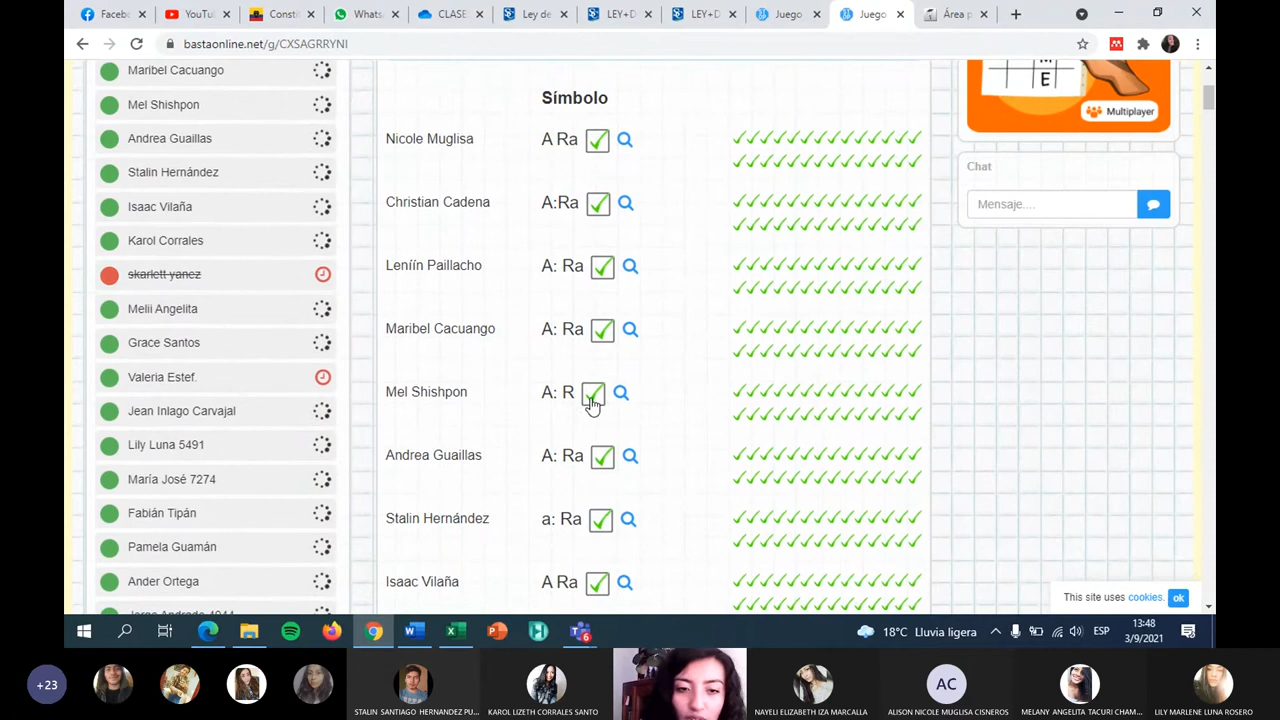 Facebo
YouTu
Consti
Whats
CLASE
Ley de
LEY+D
LEY+D
Juego
Juego
Área p
bastaonline.net/g/CXSAGRRYNI
Maribel Cacuango
Mel Shishpon
Andrea Guaillas
Stalin Hernández
Isaac Vilaña
Karol Corrales
skarlett yanez
Melii Angelita
Grace Santos
Valeria Estef.
Jean Inlago Carvajal
Lily Luna 5491
María José 7274
Fabián Tipán
Pamela Guamán
Ander Ortega
Símbolo
Nicole Muglisa A Ra
Christian Cadena A:Ra
Leniín Paillacho A: Ra
Maribel Cacuango A: Ra
Mel Shishpon A: R
Andrea Guaillas A: Ra
Stalin Hernández a: Ra
Isaac Vilaña A Ra
E
Multiplayer
Chat
Mensaje....
This site uses cookies. ok
18°C Lluvia ligera
ESP
13:48
3/9/2021
6
+23
STALIN SANTIAGO HERNANDEZ PU...
KAROL LIZETH CORRALES SANTO
NAYELI ELIZABETH IZA MARCALLA
AC
ALISON NICOLE MUGLISA CISNEROS
MELANY ANGELITA TACURI CHAM...
LILY MARLENE LUNA ROSERO